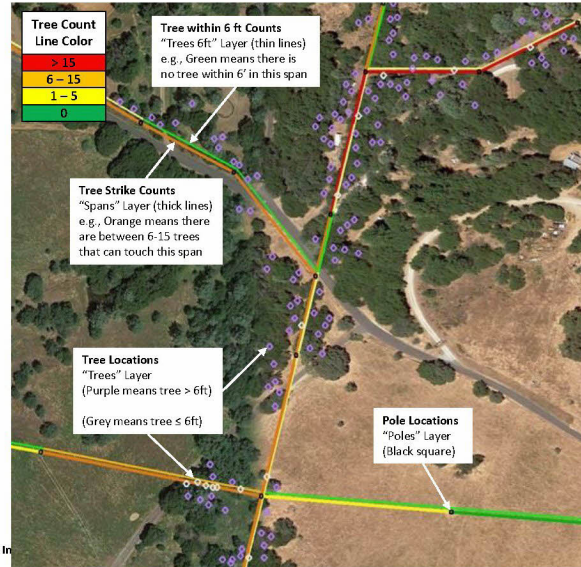 Tree Count
Line Color
> 15
6 – 15
1 – 5
0
Tree within 6 ft Counts
“Trees 6ft” Layer (thin lines)
e.g., Green means there is
no tree within 6’ in this span
Tree Strike Counts
“Spans” Layer (thick lines)
e.g., Orange means there
are between 6-15 trees
that can touch this span
Tree Locations
“Trees” Layer
(Purple means tree > 6ft)
(Grey means tree ≤ 6ft)
Pole Locations
“Poles” Layer
(Black square)
In